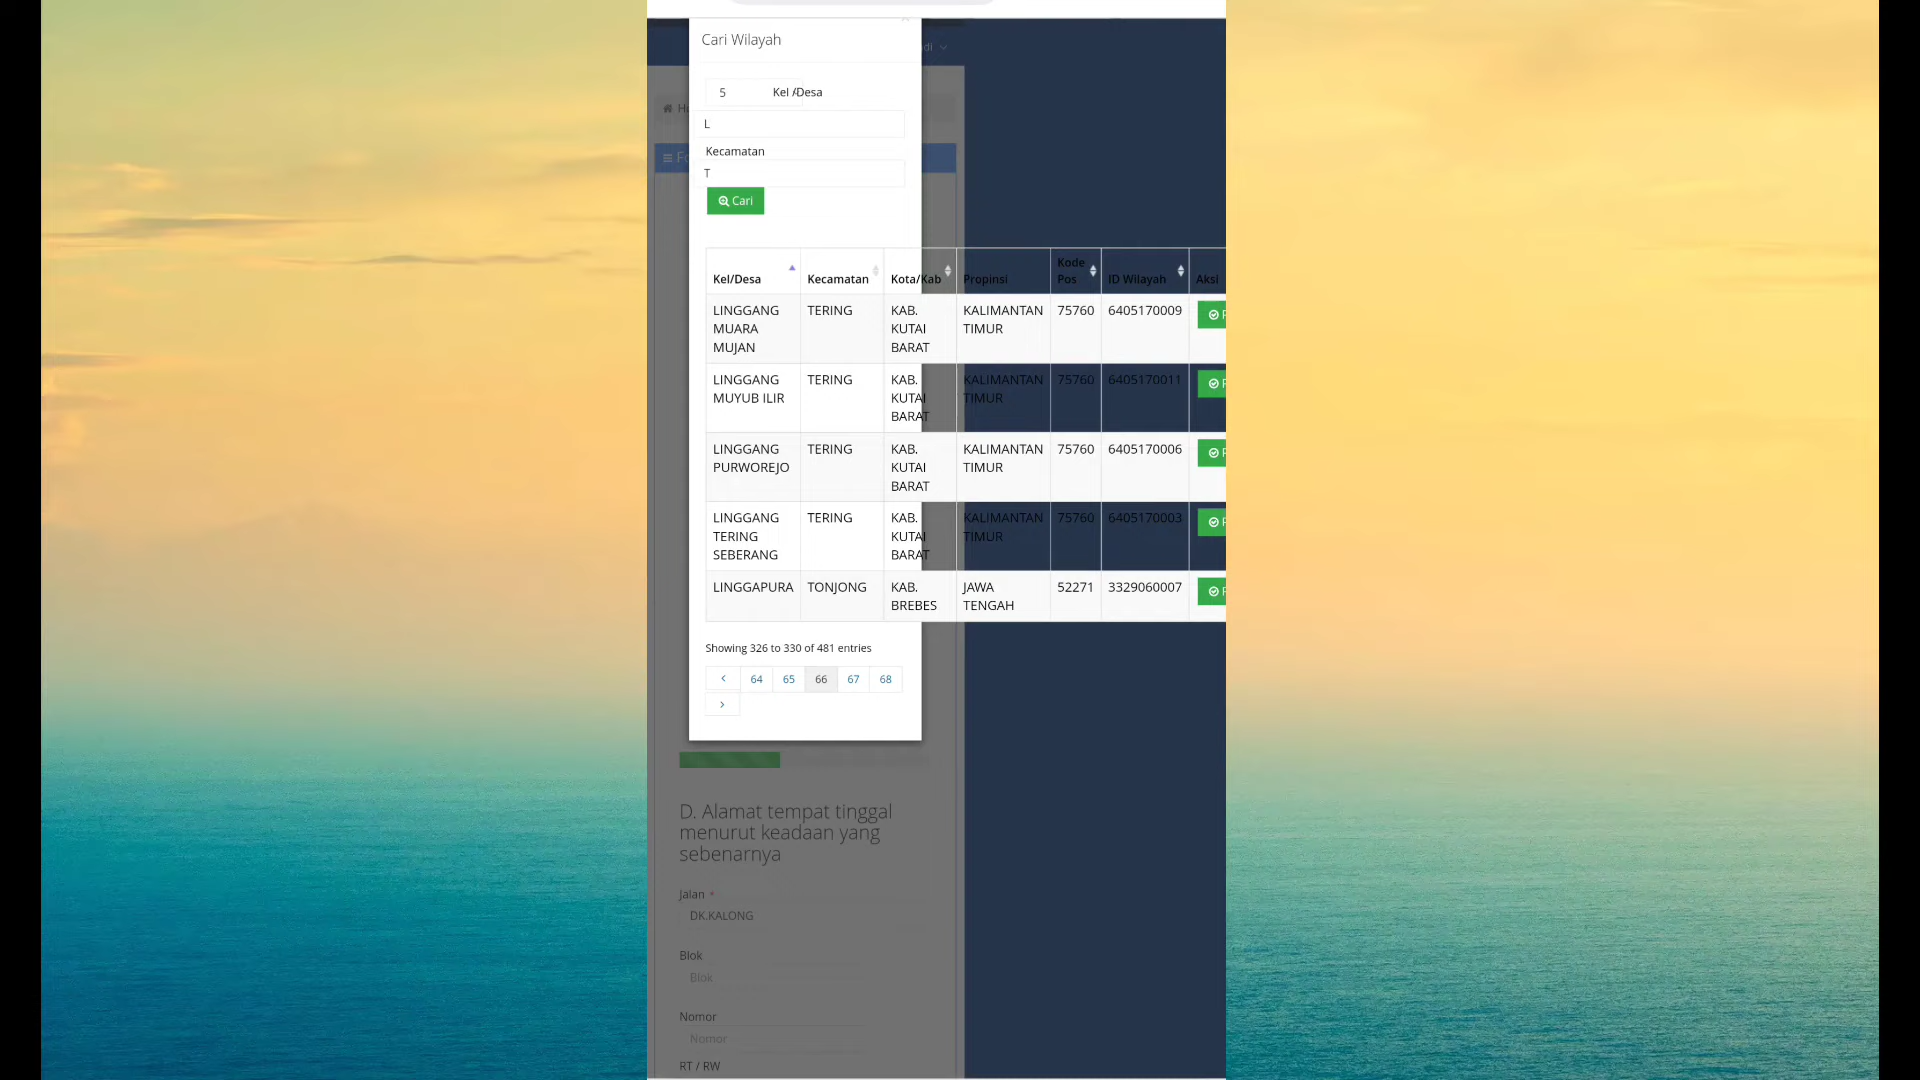 Cari Wilayah
di
5 Kel /Desa
L
Kecamatan
T
Cari
Kel/Desa Kecamatan Kota/Kab Propinsi Kode Pos ID Wilayah Aksi
LINGGANG MUARA MUJAN TERING KAB. KUTAI BARAT KALIMANTAN TIMUR 75760 6405170009
LINGGANG MUYUB ILIR TERING KAB. KUTAI BARAT KALIMANTAN TIMUR 75760 6405170011
LINGGANG PURWOREJO TERING KAB. KUTAI BARAT KALIMANTAN TIMUR 75760 6405170006
LINGGANG TERING SEBERANG TERING KAB. KUTAI BARAT KALIMANTAN TIMUR 75760 6405170003
LINGGAPURA TONJONG KAB. BREBES JAWA TENGAH 52271 3329060007
Showing 326 to 330 of 481 entries
64 65 66 67 68
D. Alamat tempat tinggal
menurut keadaan yang
sebenarnya
Jalan *
DK.KALONG
Blok
Blok
Nomor
Nomor
RT / RW